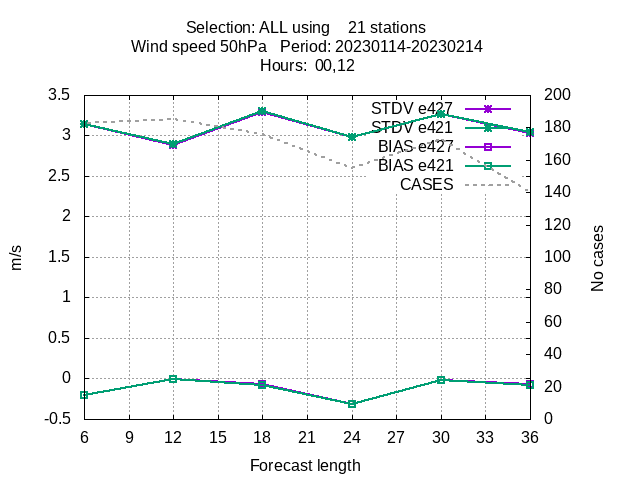 Selection: ALL using 21 stations
Wind speed 50hPa Period: 20230114-20230214
Hours: 00,12
3.5
3
2.5
2
1.5
1
0.5
0
-0.5
m/s
STDV e427
STDV e421
BIAS e427
BIAS e421
CASES
200
180
160
140
120
100
80
60
40
20
0
No cases
6 9 12 15 18 21 24 27 30 33 36
Forecast length